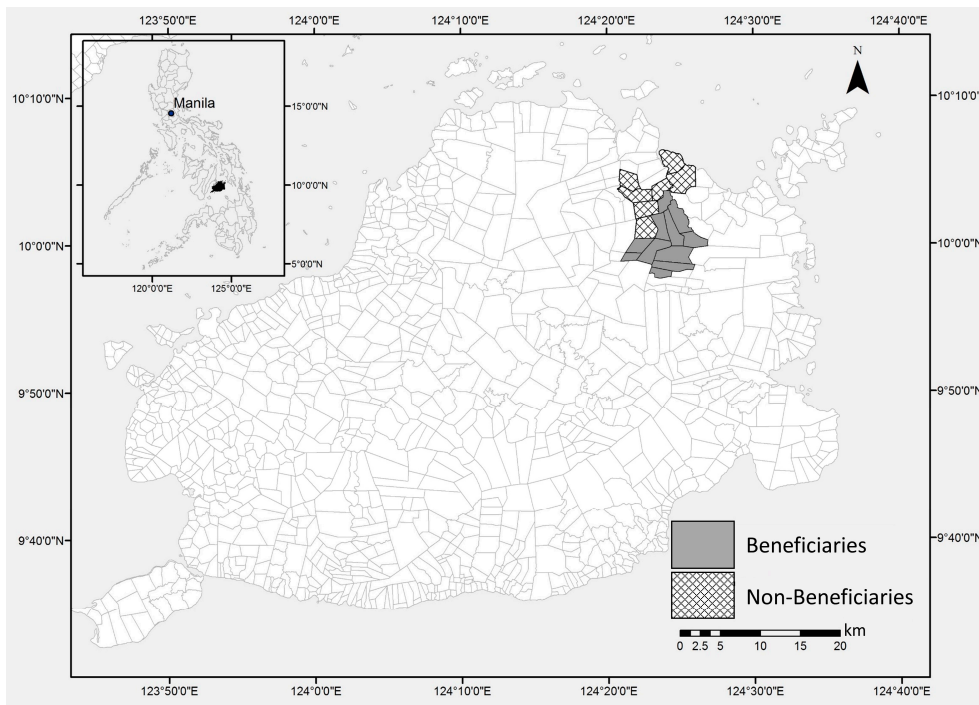 123°50'0"E 124°0'0"E 124°10'0"E 124°20'0"E 124°30'0"E 124°40'0"E
N
Manila
15°0'0"N
10°0'0"N
5°0'0"N
120°0'0"E 125°0'0"E
10°10'0"N 10°10'0"N
10°0'0"N 10°0'0"N
9°50'0"N 9°50'0"N
9°40'0"N 9°40'0"N
Beneficiaries
Non-Beneficiaries
km
0 2.5 5 10 15 20
123°50'0"E 124°0'0"E 124°10'0"E 124°20'0"E 124°30'0"E 124°40'0"E